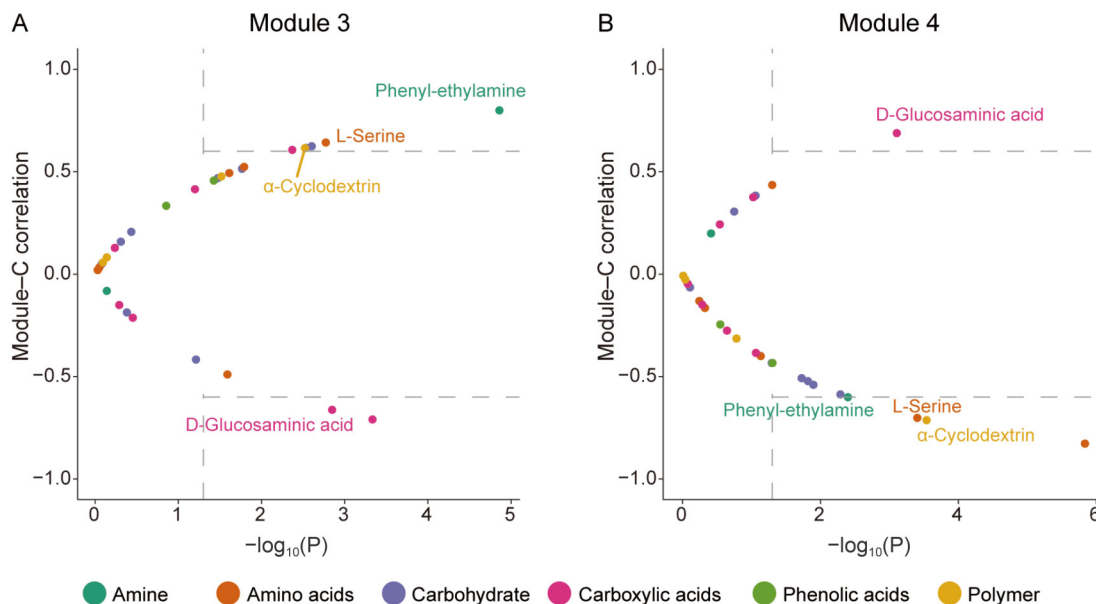 A
Module 3
1.0
0.5
0.0
−0.5
−1.0
Module–C correlation
Phenyl-ethylamine
L-Serine
α-Cyclodextrin
D-Glucosaminic acid
0 1 2 3 4 5
−log₁₀(P)
B
Module 4
1.0
0.5
0.0
−0.5
−1.0
Module–C correlation
D-Glucosaminic acid
Phenyl-ethylamine
L-Serine
α-Cyclodextrin
0 2 4 6
−log₁₀(P)
Amine Amino acids Carbohydrate Carboxylic acids Phenolic acids Polymer